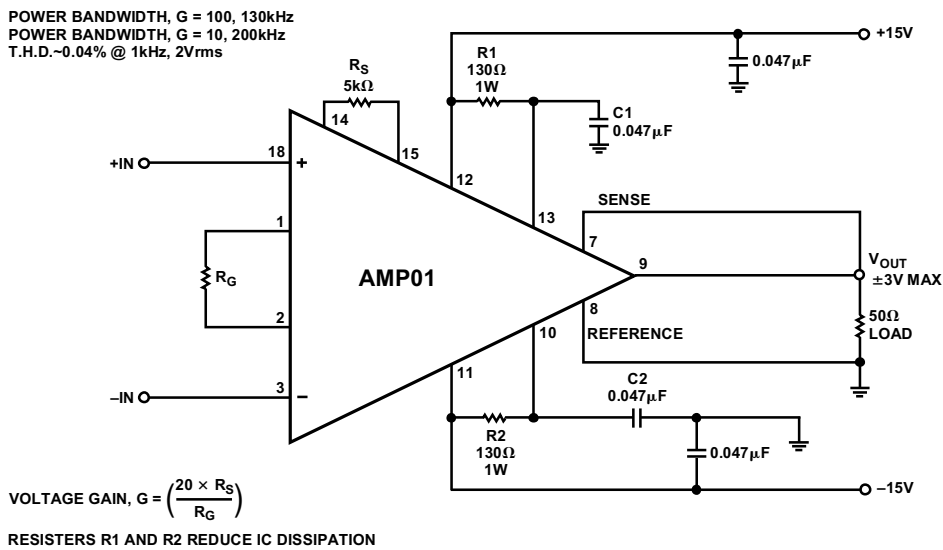 POWER BANDWIDTH, G = 100, 130kHz
POWER BANDWIDTH, G = 10, 200kHz
T.H.D.~0.04% @ 1kHz, 2Vrms
RS
5kΩ
14
15
R1
130Ω
1W
+15V
0.047μF
C1
0.047μF
+IN
18
+
12
13
SENSE
7
1
RG
AMP01
9
VOUT
±3V MAX
2
8
REFERENCE
50Ω
LOAD
10
11
–IN
3
–
C2
0.047μF
R2
130Ω
1W
0.047μF
–15V
VOLTAGE GAIN, G = (20 × RS / RG)
RESISTERS R1 AND R2 REDUCE IC DISSIPATION